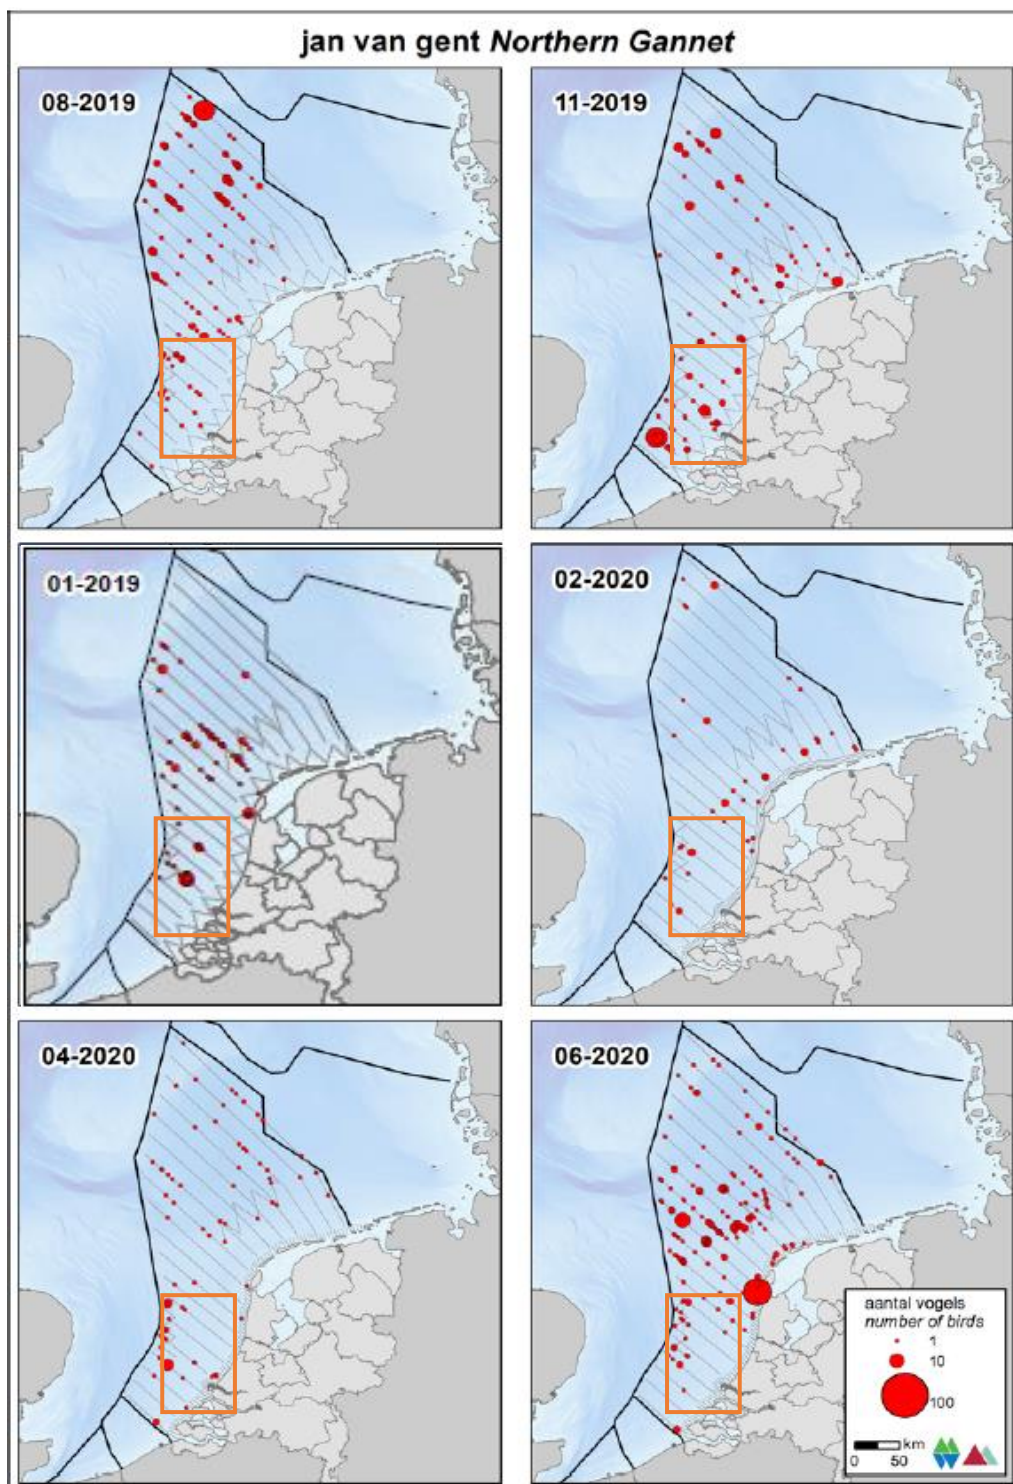 jan van gent Northern Gannet
08-2019
11-2019
01-2019
02-2020
04-2020
06-2020
aantal vogels
number of birds
1
10
100
km
0 50